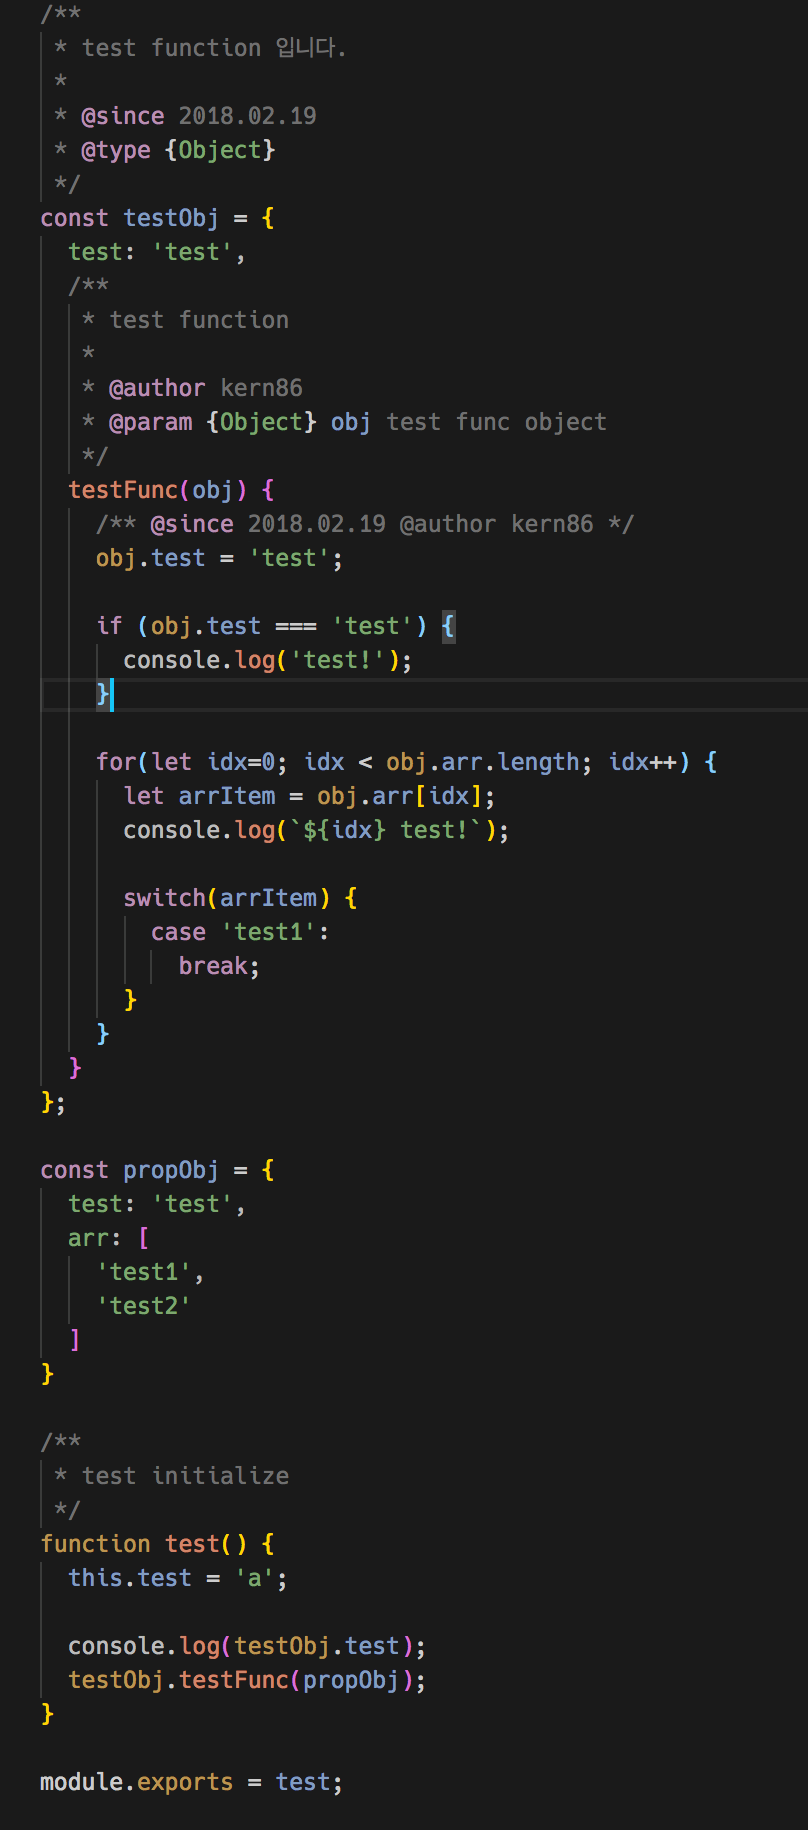 /**
 * test function 입니다.
 *
 * @since 2018.02.19
 * @type {Object}
 */
const testObj = {
  test: 'test',
  /**
   * test function
   *
   * @author kern86
   * @param {Object} obj test func object
   */
  testFunc(obj) {
    /** @since 2018.02.19 @author kern86 */
    obj.test = 'test';

    if (obj.test === 'test') {
      console.log('test!');
    }

    for(let idx=0; idx < obj.arr.length; idx++) {
      let arrItem = obj.arr[idx];
      console.log(`${idx} test!`);

      switch(arrItem) {
        case 'test1':
          break;
      }
    }
  }
};

const propObj = {
  test: 'test',
  arr: [
    'test1',
    'test2'
  ]
}

/**
 * test initialize
 */
function test() {
  this.test = 'a';

  console.log(testObj.test);
  testObj.testFunc(propObj);
}

module.exports = test;